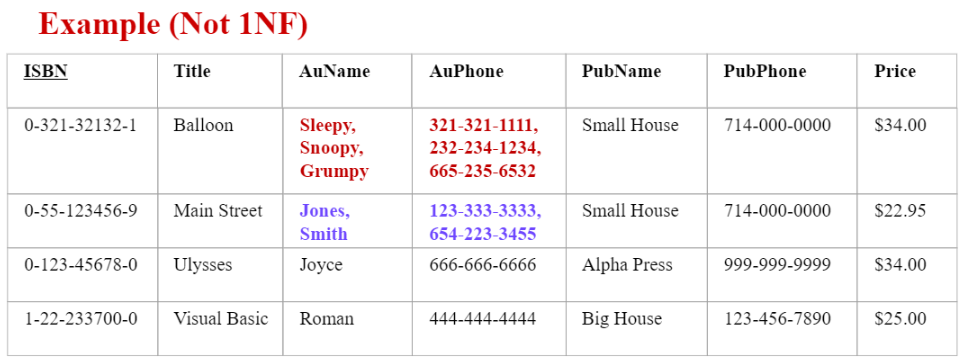 Example (Not 1NF)
ISBN Title AuName AuPhone PubName PubPhone Price
0-321-32132-1 Balloon Sleepy, 321-321-1111, Small House 714-000-0000 $34.00
Snoopy, 232-234-1234,
Grumpy 665-235-6532
0-55-123456-9 Main Street Jones, 123-333-3333, Small House 714-000-0000 $22.95
Smith 654-223-3455
0-123-45678-0 Ulysses Joyce 666-666-6666 Alpha Press 999-999-9999 $34.00
1-22-233700-0 Visual Basic Roman 444-444-4444 Big House 123-456-7890 $25.00